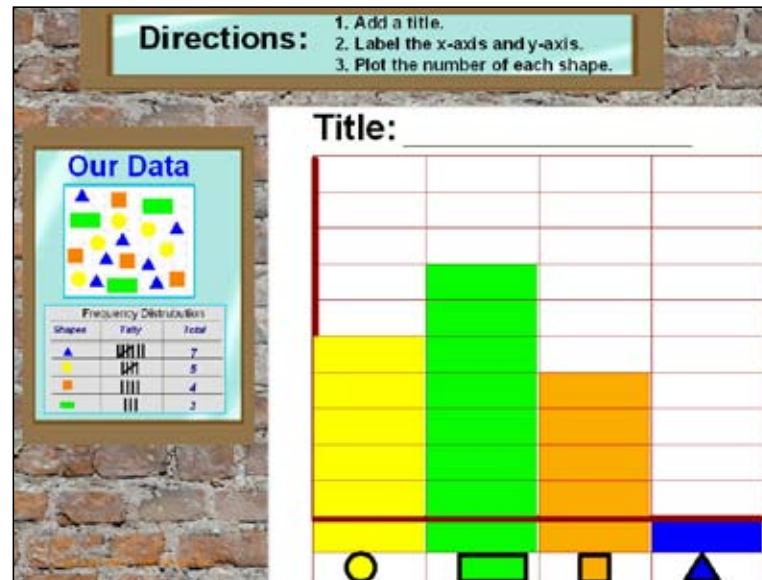 Directions:
1. Add a title.
2. Label the x-axis and y-axis.
3. Plot the number of each shape.
Title:
Our Data
Frequency Distrubution
Shapes Tally Total
7
5
4
3